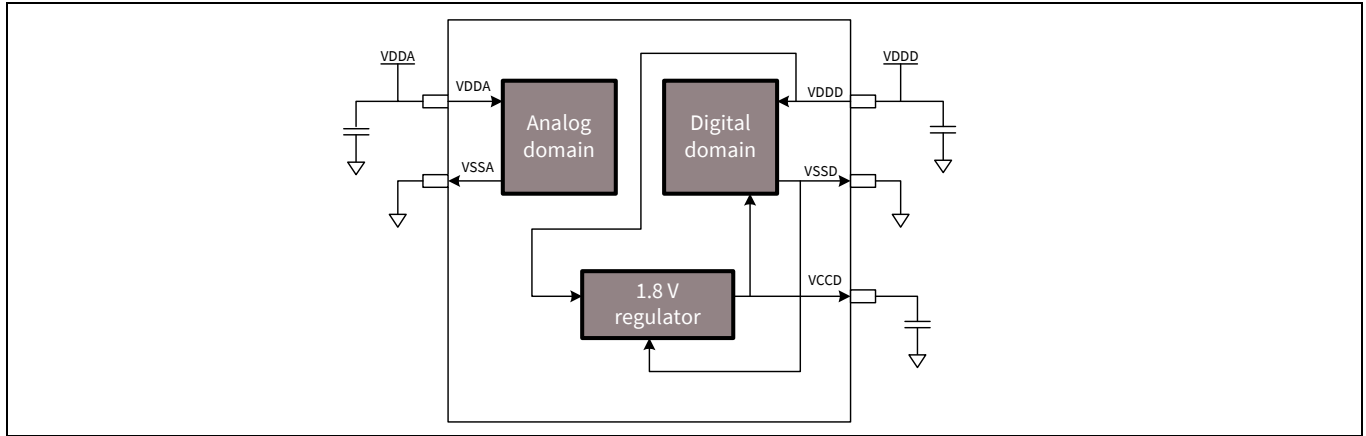 VDDA
VDDD
VDDA
Analog
domain
Digital
domain
VDDD
VSSA
VSSD
1.8 V
regulator
VCCD